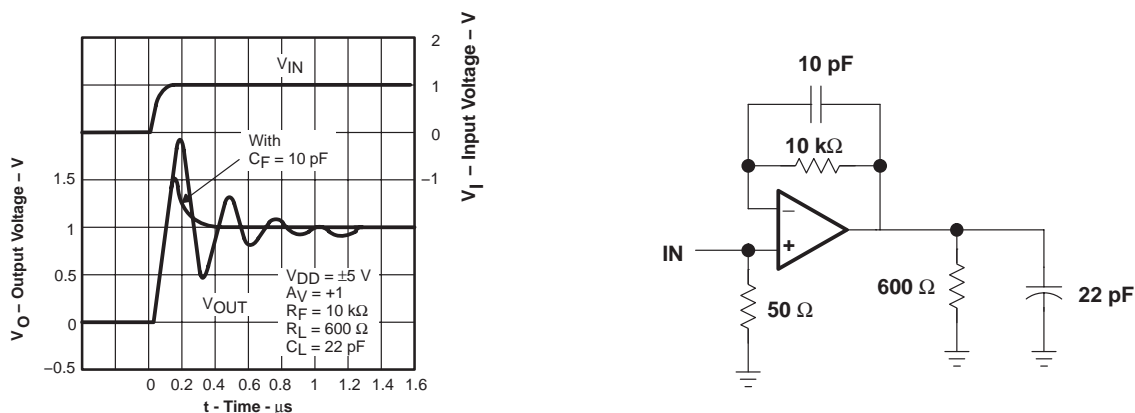 2
1
0
−1
V_I – Input Voltage – V
V_IN
With
C_F = 10 pF
1.5
1
0.5
0
−0.5
V_O – Output Voltage – V
V_OUT
V_DD = ±5 V
A_V = +1
R_F = 10 kΩ
R_L = 600 Ω
C_L = 22 pF
0 0.2 0.4 0.6 0.8 1 1.2 1.4 1.6
t - Time - μs
10 pF
10 kΩ
−
+
IN
50 Ω
600 Ω
22 pF